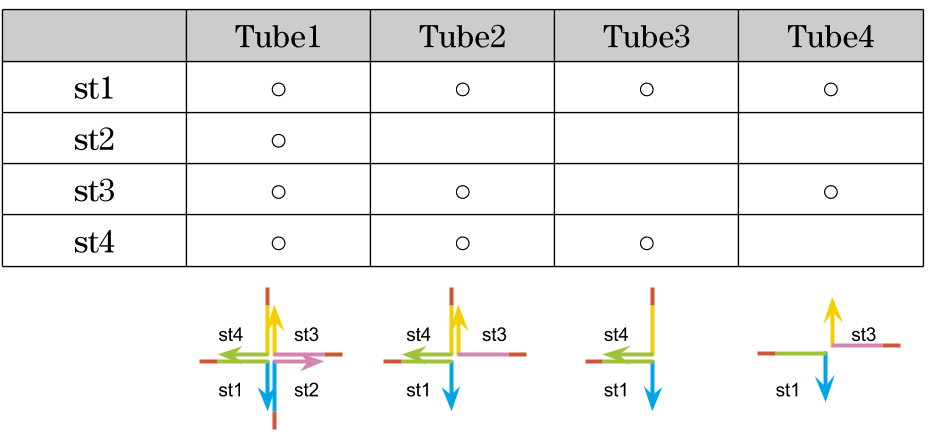 Tube1 Tube2 Tube3 Tube4
st1 ○ ○ ○ ○
st2 ○
st3 ○ ○ ○
st4 ○ ○ ○
st4 st3 st4 st3 st4 st3
st1 st2 st1 st1 st1